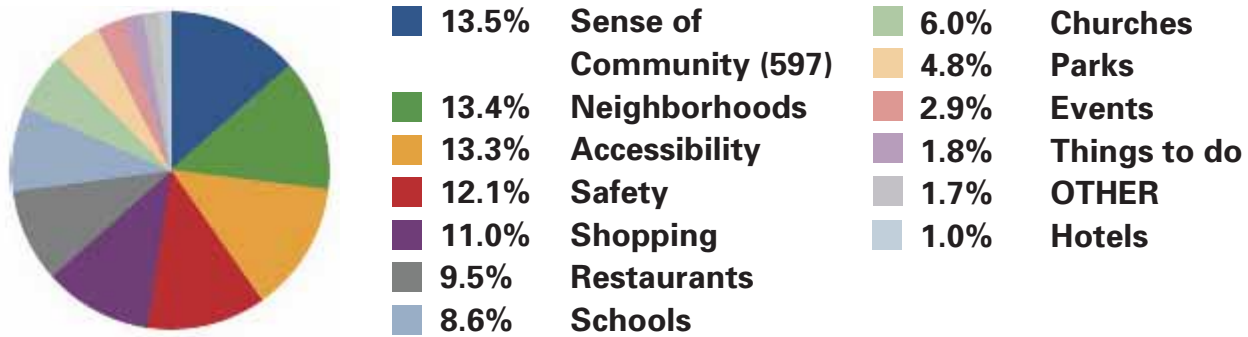 13.5% Sense of
Community (597)
13.4% Neighborhoods
13.3% Accessibility
12.1% Safety
11.0% Shopping
9.5% Restaurants
8.6% Schools
6.0% Churches
4.8% Parks
2.9% Events
1.8% Things to do
1.7% OTHER
1.0% Hotels